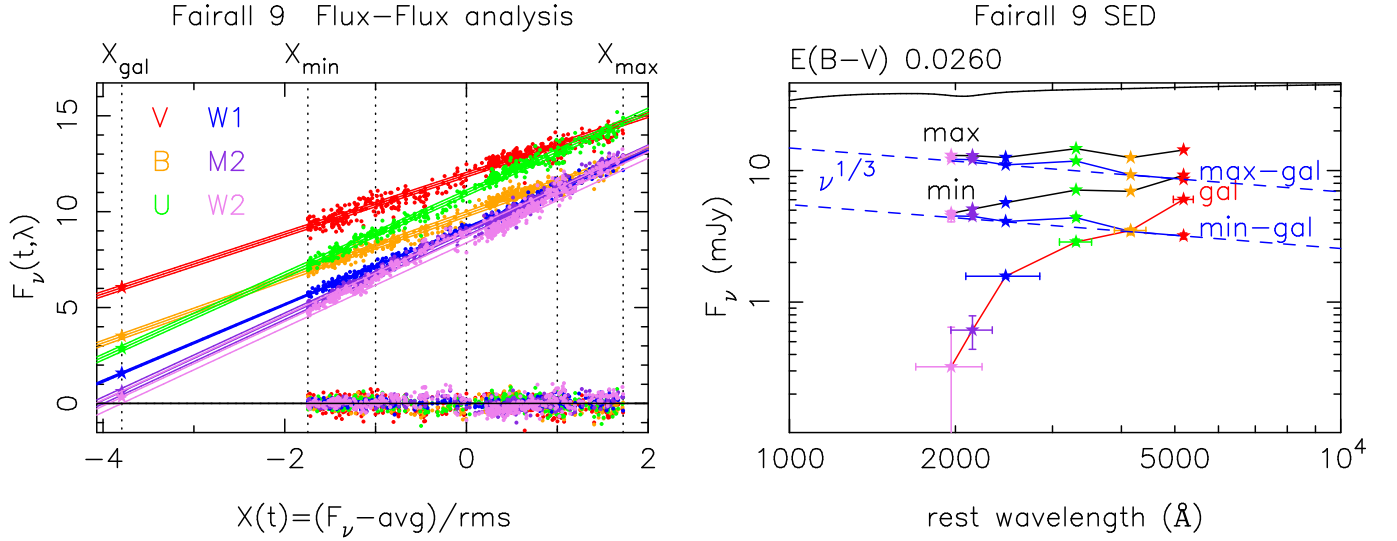 Fairall 9 Flux−Flux analysis
X_gal X_min X_max
V W1
B M2
U W2
15
10
5
0
F_ν(t,λ)
−4 −2 0 2
X(t)=(F_ν−avg)/rms
Fairall 9 SED
E(B−V) 0.0260
max
ν^1/3
max−gal
gal
min
min−gal
10
1
F_ν (mJy)
1000 2000 5000 10^4
rest wavelength (Å)